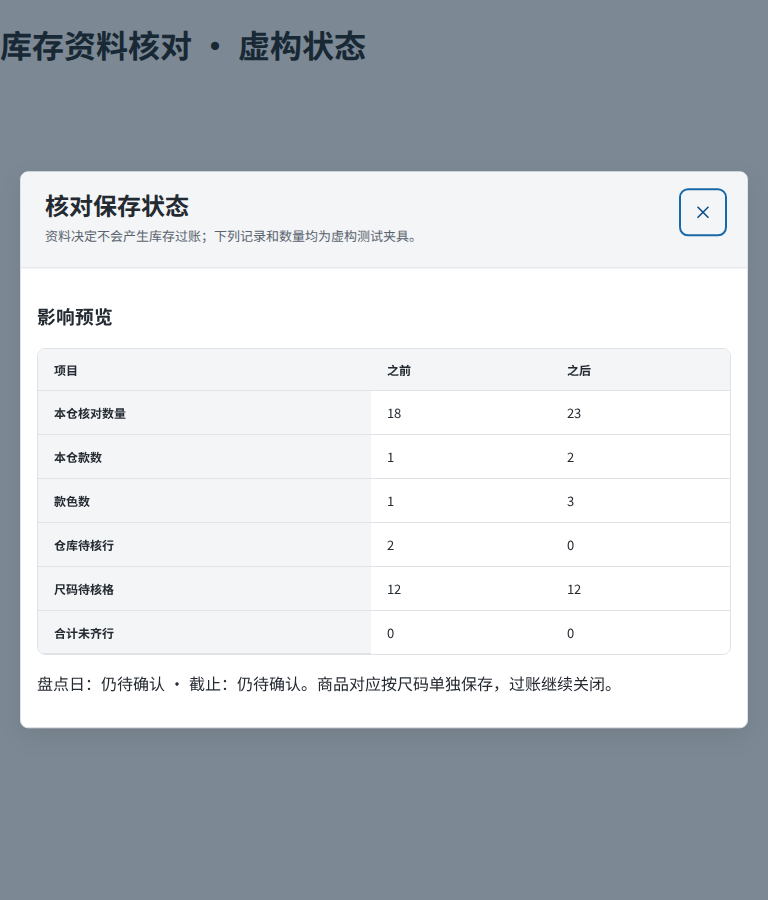 库存资料核对 · 虚构状态
核对保存状态
资料决定不会产生库存过账；下列记录和数量均为虚构测试夹具。
影响预览
项目 之前 之后
本仓核对数量 18 23
本仓款数 1 2
款色数 1 3
仓库待核行 2 0
尺码待核格 12 12
合计未齐行 0 0
盘点日：仍待确认 · 截止：仍待确认。商品对应按尺码单独保存，过账继续关闭。